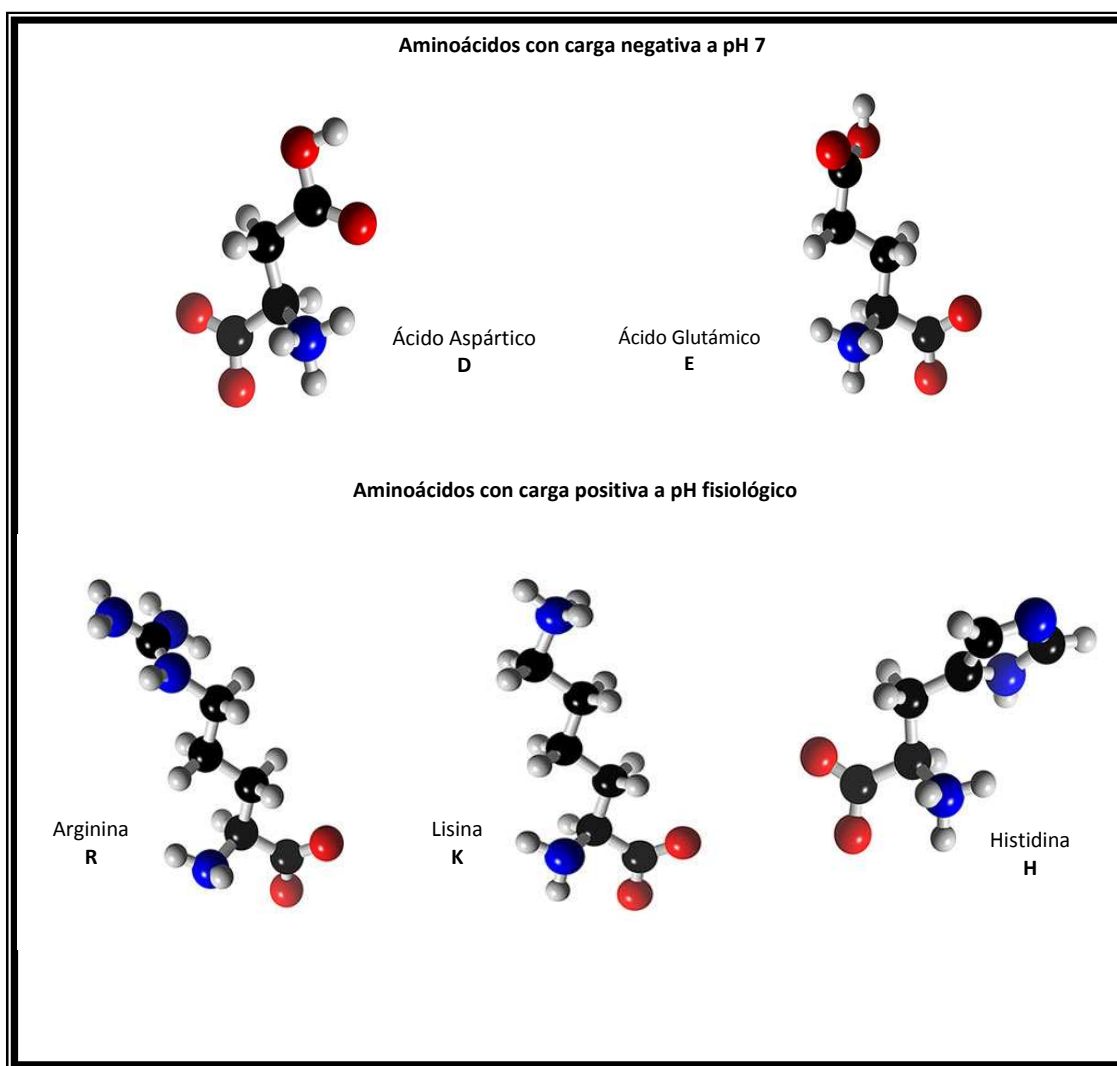 Aminoácidos con carga negativa a pH 7
Ácido Aspártico
D
Ácido Glutámico
E
Aminoácidos con carga positiva a pH fisiológico
Arginina
R
Lisina
K
Histidina
H